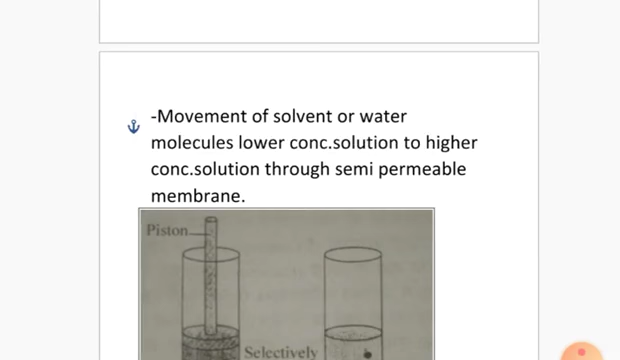 -Movement of solvent or water
molecules lower conc.solution to higher
conc.solution through semi permeable
membrane.
Piston
Selectively